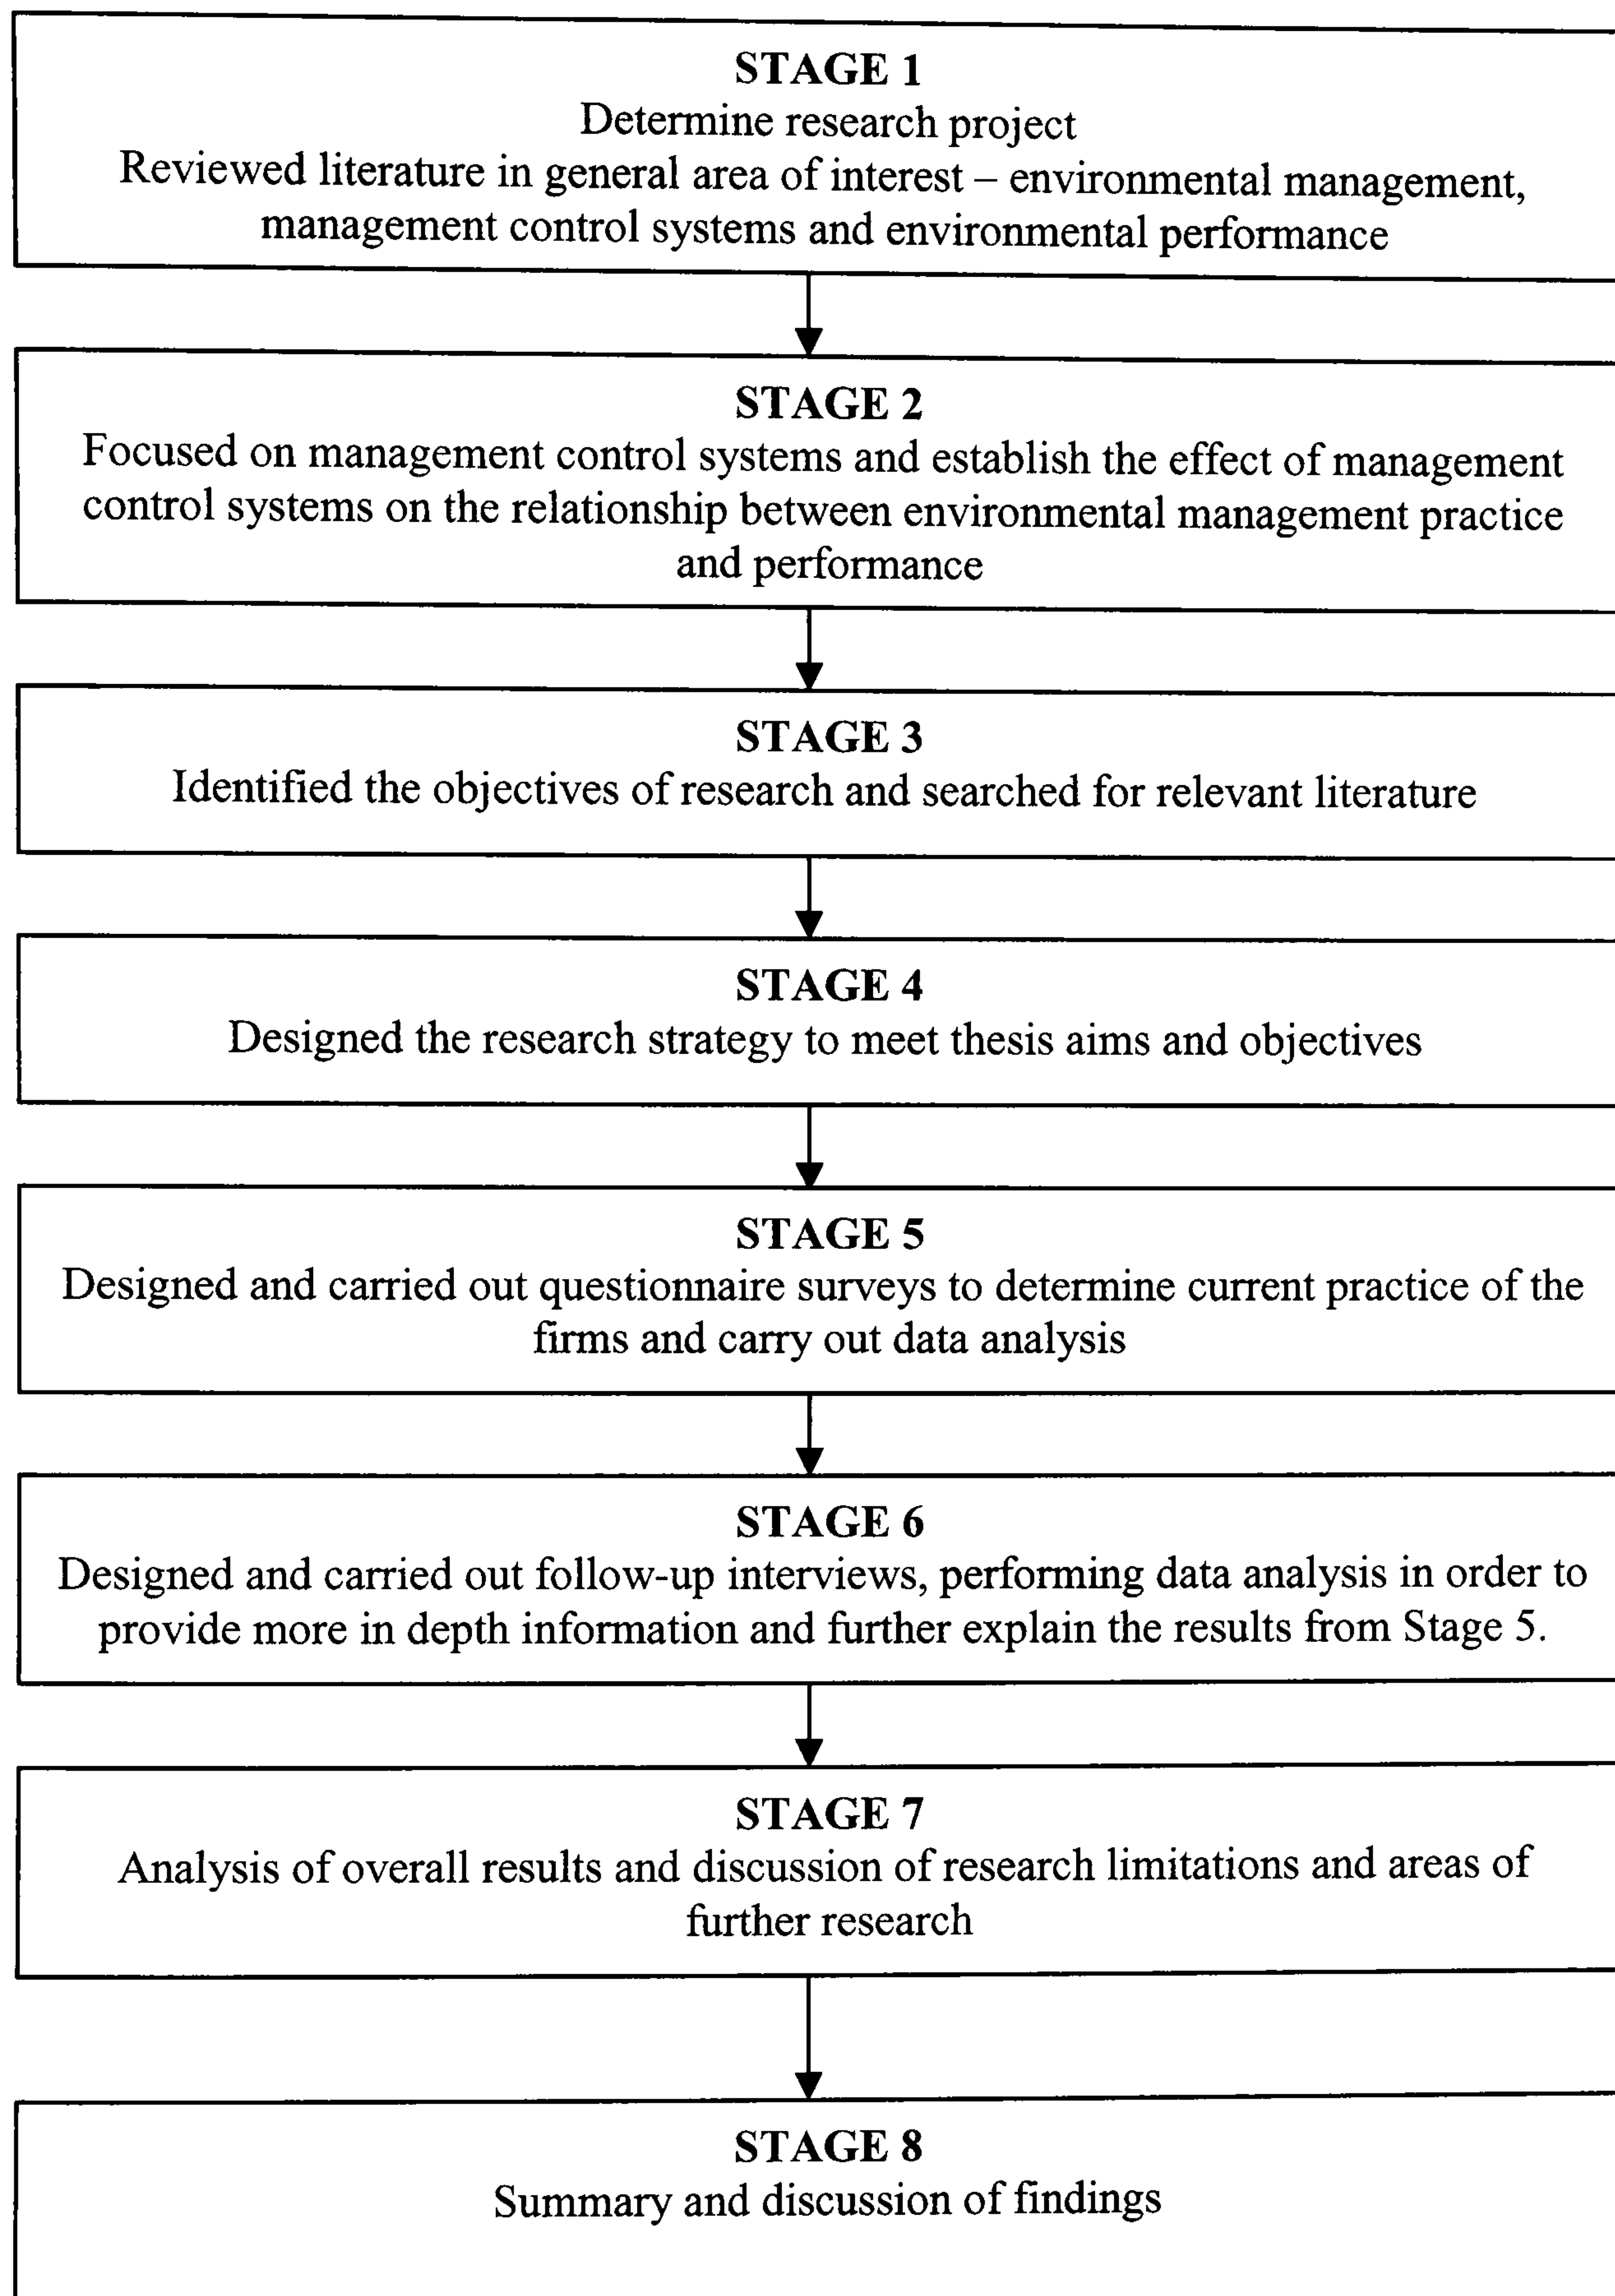 STAGE 1
Determine research project
Reviewed literature in general area of interest – environmental management,
management control systems and environmental performance
STAGE 2
Focused on management control systems and establish the effect of management
control systems on the relationship between environmental management practice
and performance
STAGE 3
Identified the objectives of research and searched for relevant literature
STAGE 4
Designed the research strategy to meet thesis aims and objectives
STAGE 5
Designed and carried out questionnaire surveys to determine current practice of the
firms and carry out data analysis
STAGE 6
Designed and carried out follow-up interviews, performing data analysis in order to
provide more in depth information and further explain the results from Stage 5.
STAGE 7
Analysis of overall results and discussion of research limitations and areas of
further research
STAGE 8
Summary and discussion of findings